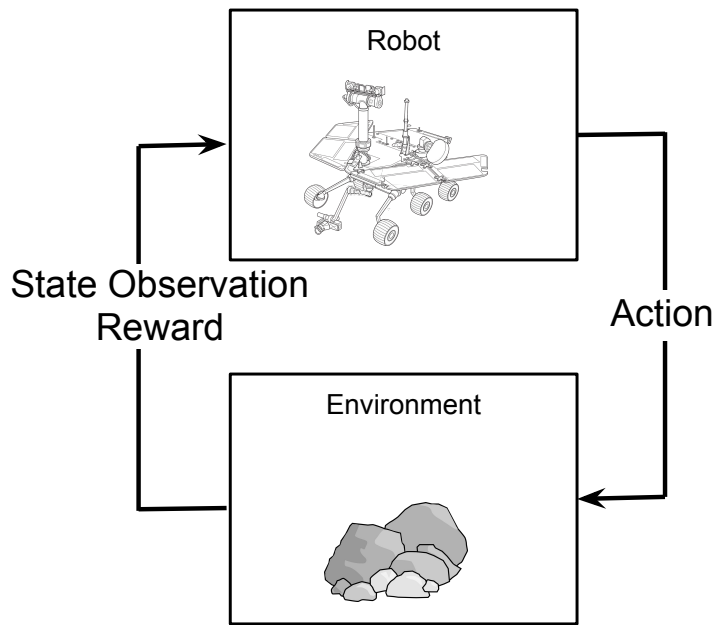 Robot
State Observation
Reward
Action
Environment